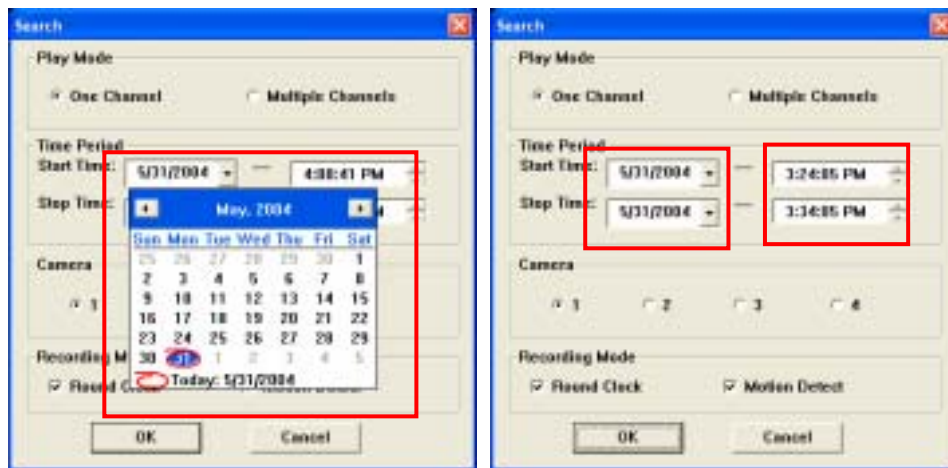 Search
Play Mode
One Channel Multiple Channels
Time Period
Start Time: 5/31/2004 — 4:08:41 PM
Stop Time:
May, 2004
Sun Mon Tue Wed Thu Fri Sat
25 26 27 28 29 30 1
2 3 4 5 6 7 8
9 10 11 12 13 14 15
16 17 18 19 20 21 22
23 24 25 26 27 28 29
30 31 1 2 3 4 5
Today: 5/31/2004
Camera
1
Recording M
Round C
OK Cancel
Search
Play Mode
One Channel Multiple Channels
Time Period
Start Time: 5/31/2004 — 3:24:05 PM
Stop Time: 5/31/2004 — 3:34:05 PM
Camera
1 2 3 4
Recording Mode
Round Clock Motion Detect
OK Cancel